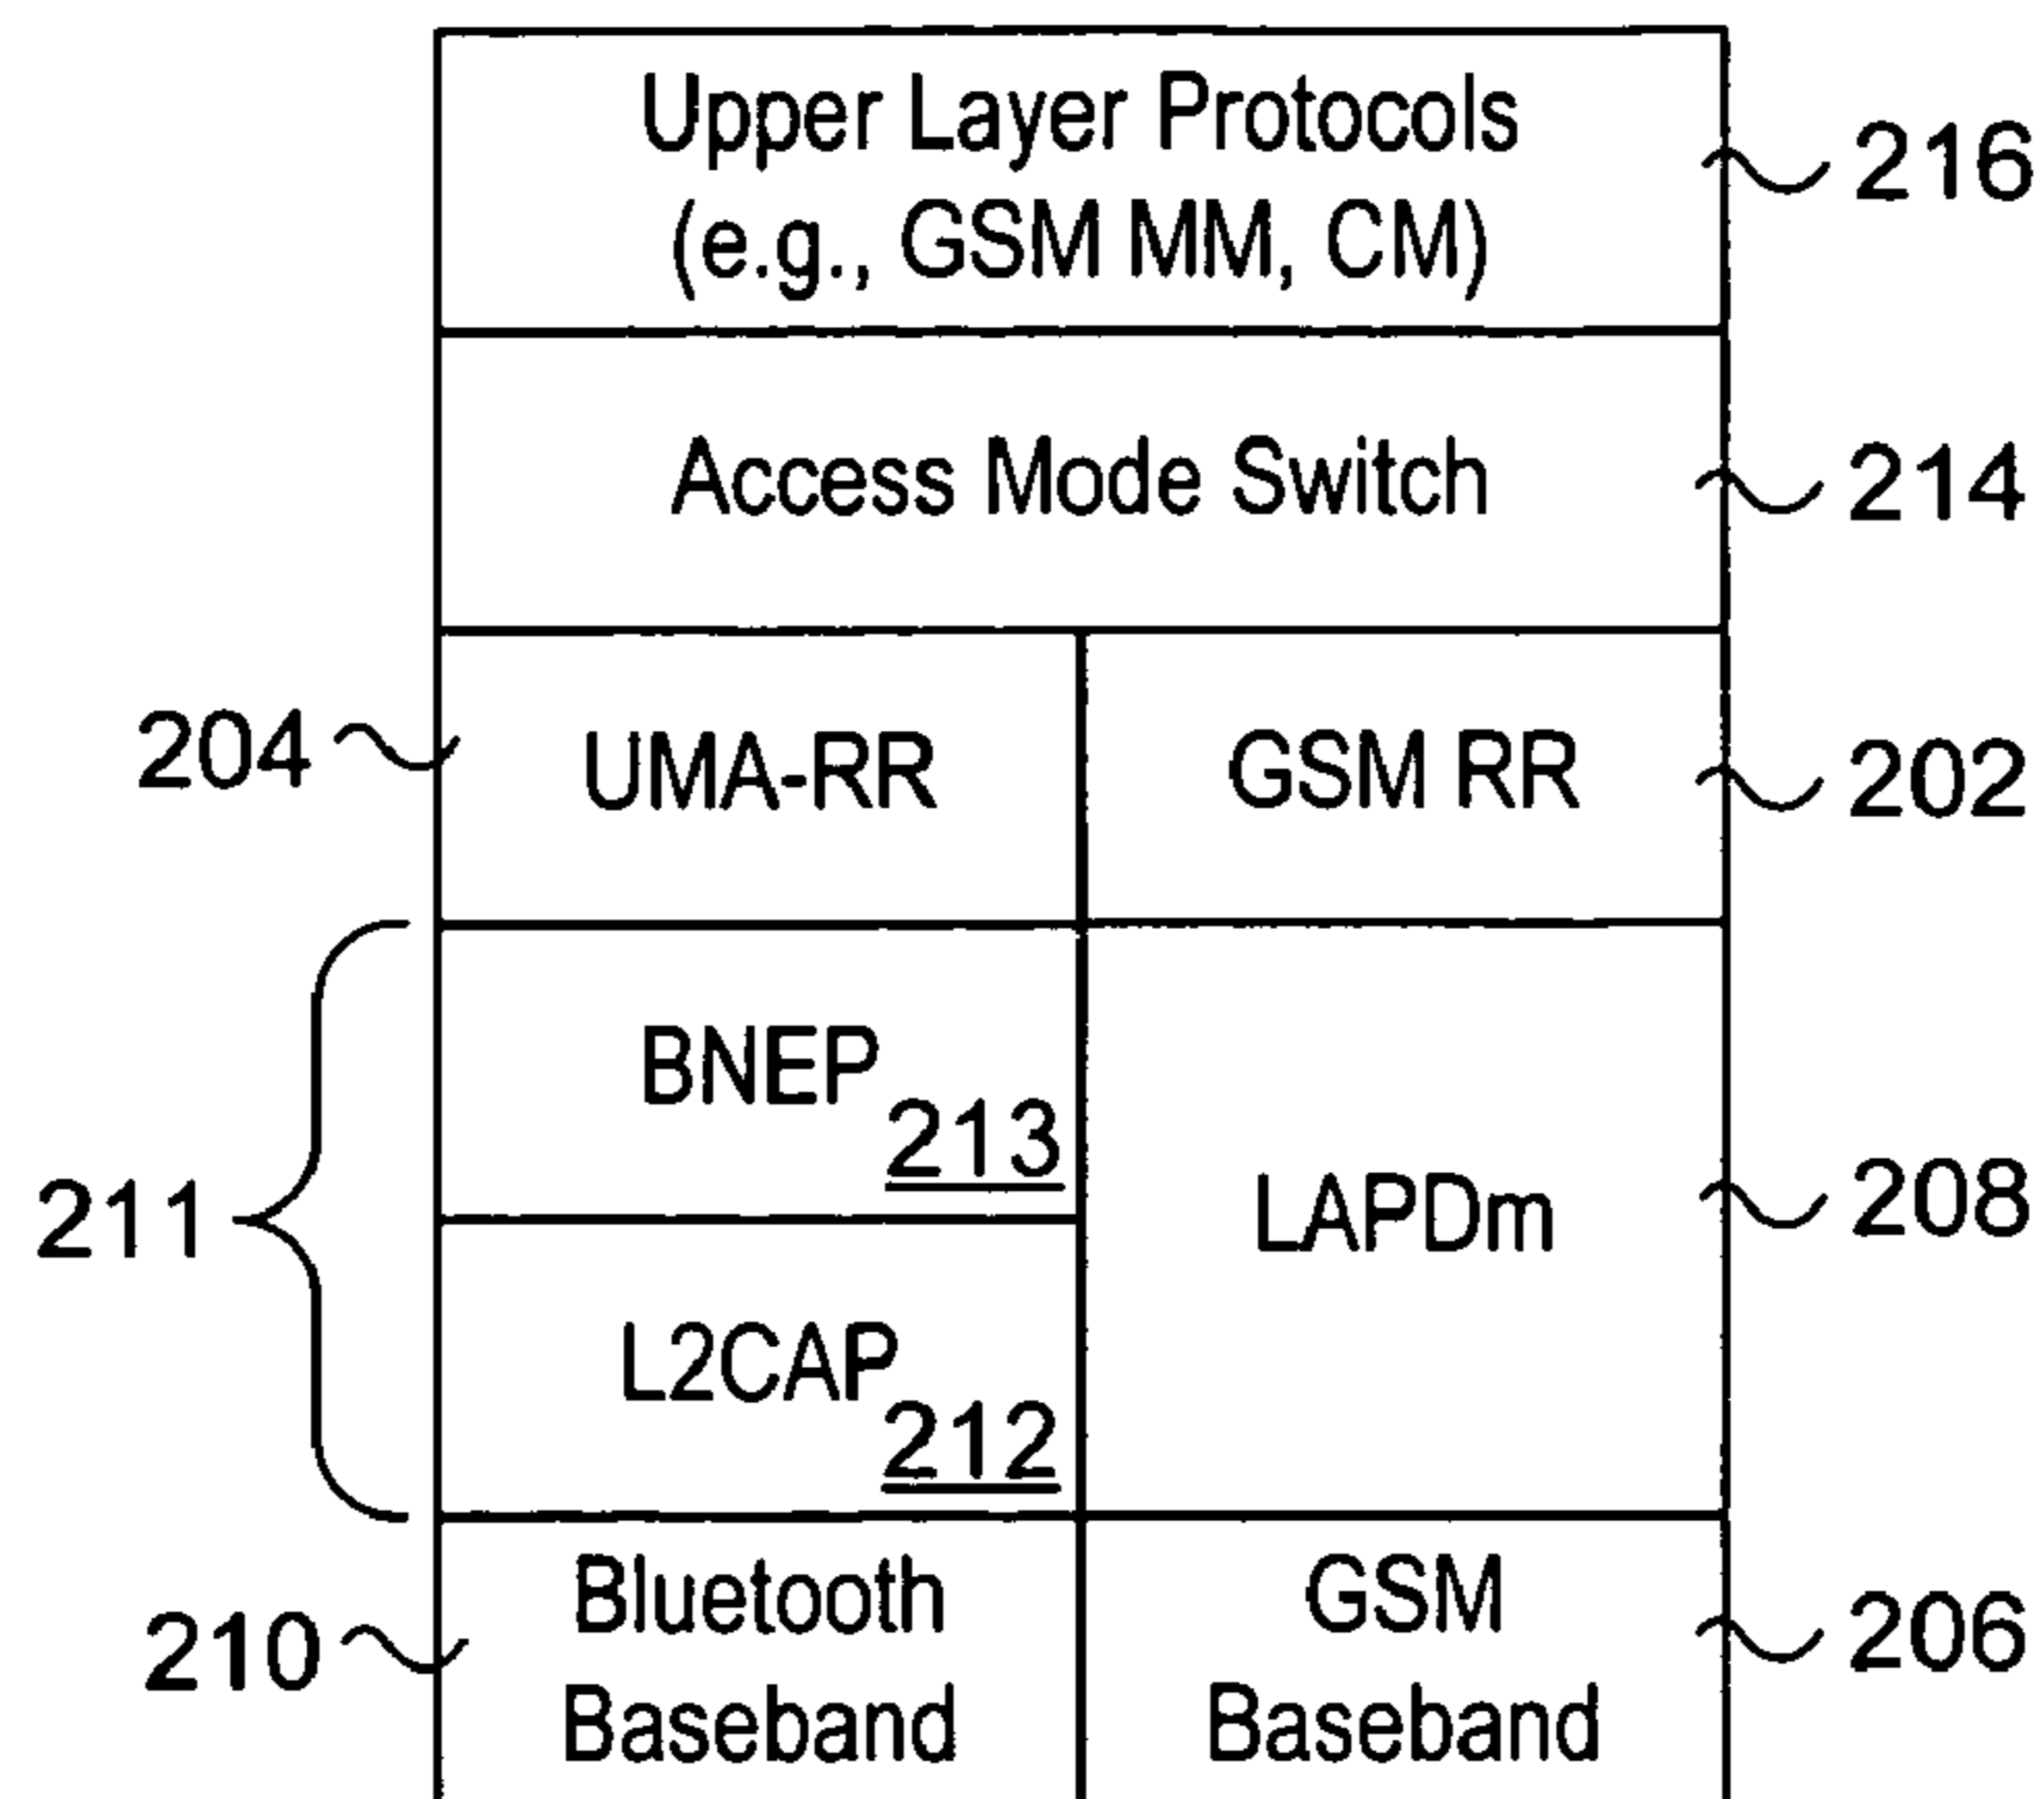 Upper Layer Protocols
(e.g., GSM MM, CM)
216
Access Mode Switch
214
204
UMA-RR
GSM RR
202
BNEP
213
211
LAPDm
208
L2CAP
212
210
Bluetooth
Baseband
GSM
Baseband
206